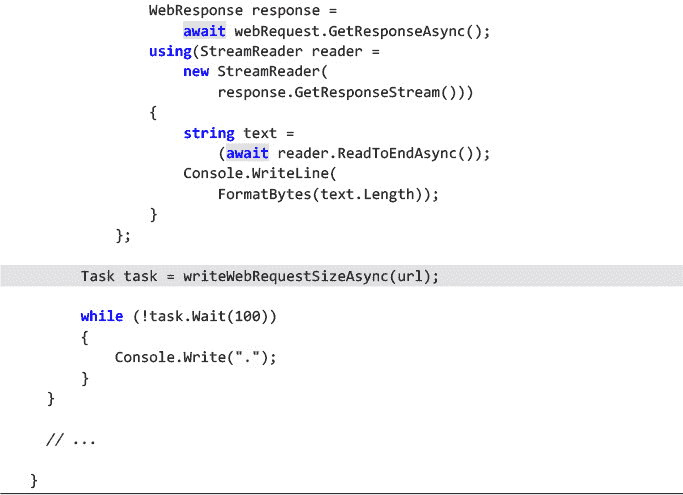 WebResponse response =
await webRequest.GetResponseAsync();
using(StreamReader reader =
new StreamReader(
response.GetResponseStream()))
{
string text =
(await reader.ReadToEndAsync());
Console.WriteLine(
FormatBytes(text.Length));
}
};
Task task = writeWebRequestSizeAsync(url);
while (!task.Wait(100))
{
Console.Write(".");
}
}
// ...
}